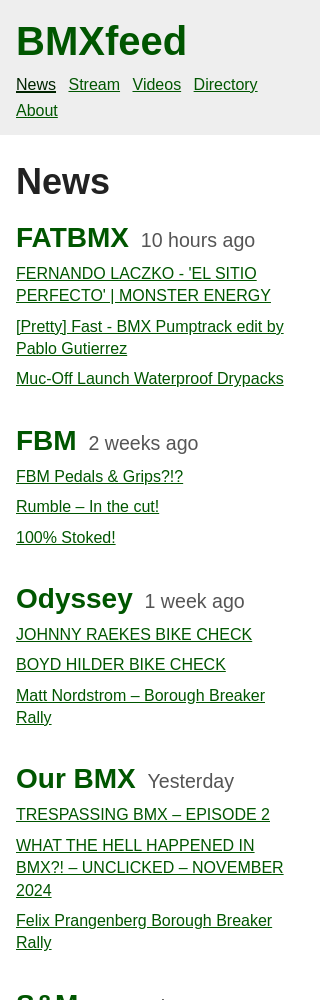 BMXfeed
News Stream Videos Directory
About
News
FATBMX 10 hours ago
FERNANDO LACZKO - 'EL SITIO
PERFECTO' | MONSTER ENERGY
[Pretty] Fast - BMX Pumptrack edit by
Pablo Gutierrez
Muc-Off Launch Waterproof Drypacks
FBM 2 weeks ago
FBM Pedals & Grips?!?
Rumble – In the cut!
100% Stoked!
Odyssey 1 week ago
JOHNNY RAEKES BIKE CHECK
BOYD HILDER BIKE CHECK
Matt Nordstrom – Borough Breaker
Rally
Our BMX Yesterday
TRESPASSING BMX – EPISODE 2
WHAT THE HELL HAPPENED IN
BMX?! – UNCLICKED – NOVEMBER
2024
Felix Prangenberg Borough Breaker
Rally